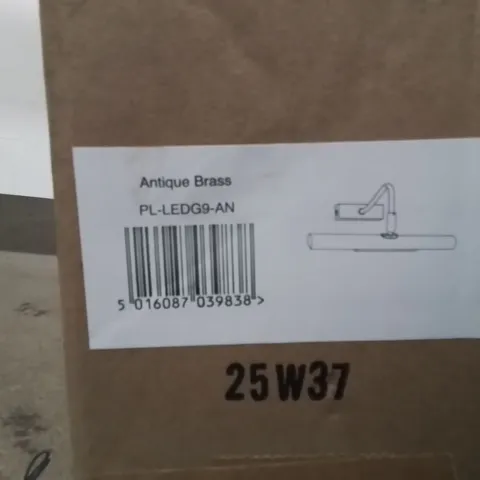 Antique Brass
PL-LEDG9-AN
5 016087 039838 >
25W37